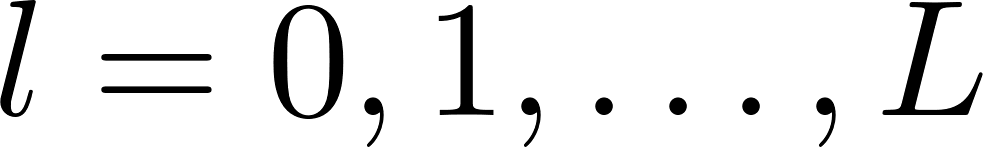 l = 0, 1, . . . , L